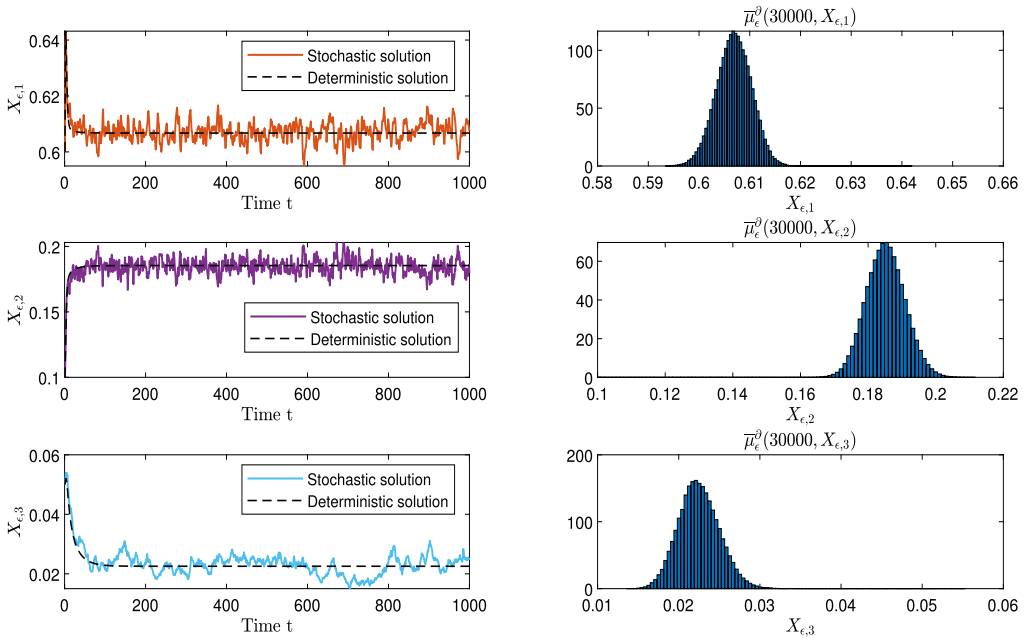 0.64
0.62
0.6
X_{ϵ,1}
Stochastic solution
Deterministic solution
0 200 400 600 800 1000
Time t
μ̅_ϵ^∂(30000, X_{ϵ,1})
100
50
0
0.58 0.59 0.6 0.61 0.62 0.63 0.64 0.65 0.66
X_{ϵ,1}
0.2
0.15
0.1
X_{ϵ,2}
Stochastic solution
Deterministic solution
0 200 400 600 800 1000
Time t
μ̅_ϵ^∂(30000, X_{ϵ,2})
60
40
20
0
0.1 0.12 0.14 0.16 0.18 0.2 0.22
X_{ϵ,2}
0.06
0.04
0.02
X_{ϵ,3}
Stochastic solution
Deterministic solution
0 200 400 600 800 1000
Time t
μ̅_ϵ^∂(30000, X_{ϵ,3})
200
100
0
0.01 0.02 0.03 0.04 0.05 0.06
X_{ϵ,3}